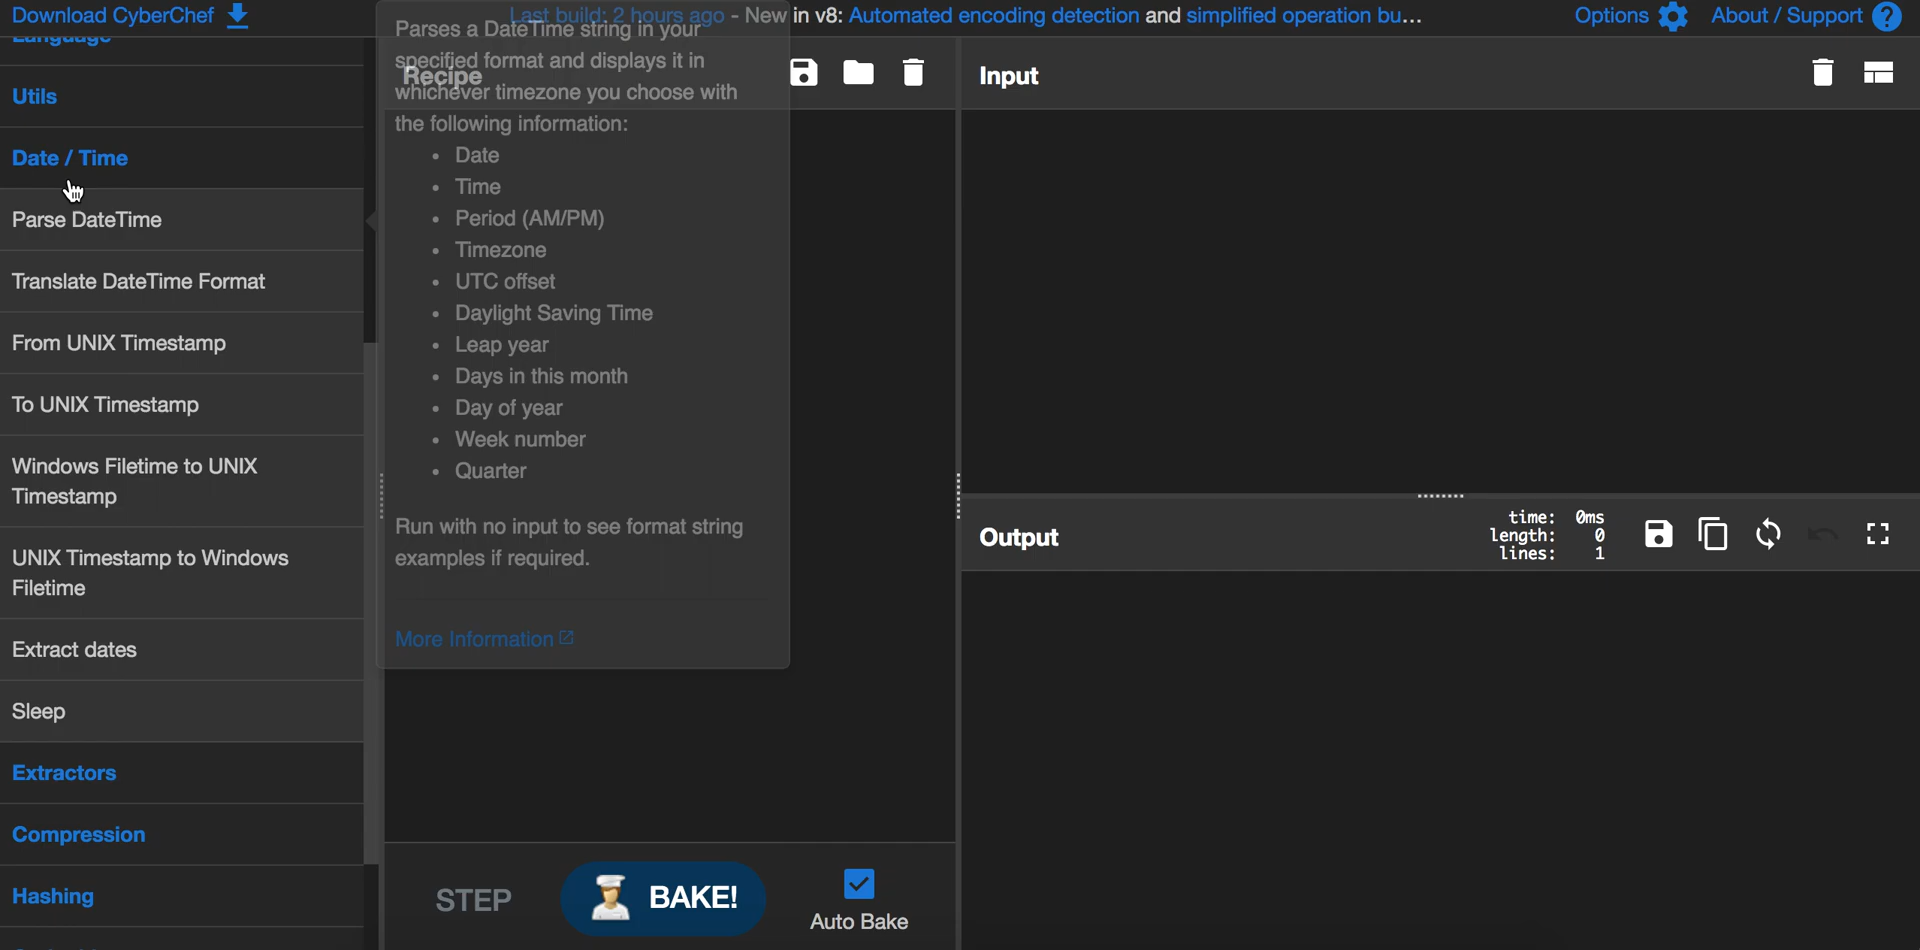 Download CyberChef
Last build: 2 hours ago - New in v8: Automated encoding detection and simplified operation bu...
Options
About / Support
Language
Utils
Date / Time
Parse DateTime
Translate DateTime Format
From UNIX Timestamp
To UNIX Timestamp
Windows Filetime to UNIX
Timestamp
UNIX Timestamp to Windows
Filetime
Extract dates
Sleep
Extractors
Compression
Hashing
Parses a DateTime string in your
specified format and displays it in
whichever timezone you choose with
the following information:
• Date
• Time
• Period (AM/PM)
• Timezone
• UTC offset
• Daylight Saving Time
• Leap year
• Days in this month
• Day of year
• Week number
• Quarter
Run with no input to see format string
examples if required.
More Information
Recipe
STEP
BAKE!
Auto Bake
Input
Output
time: 0ms
length: 0
lines: 1